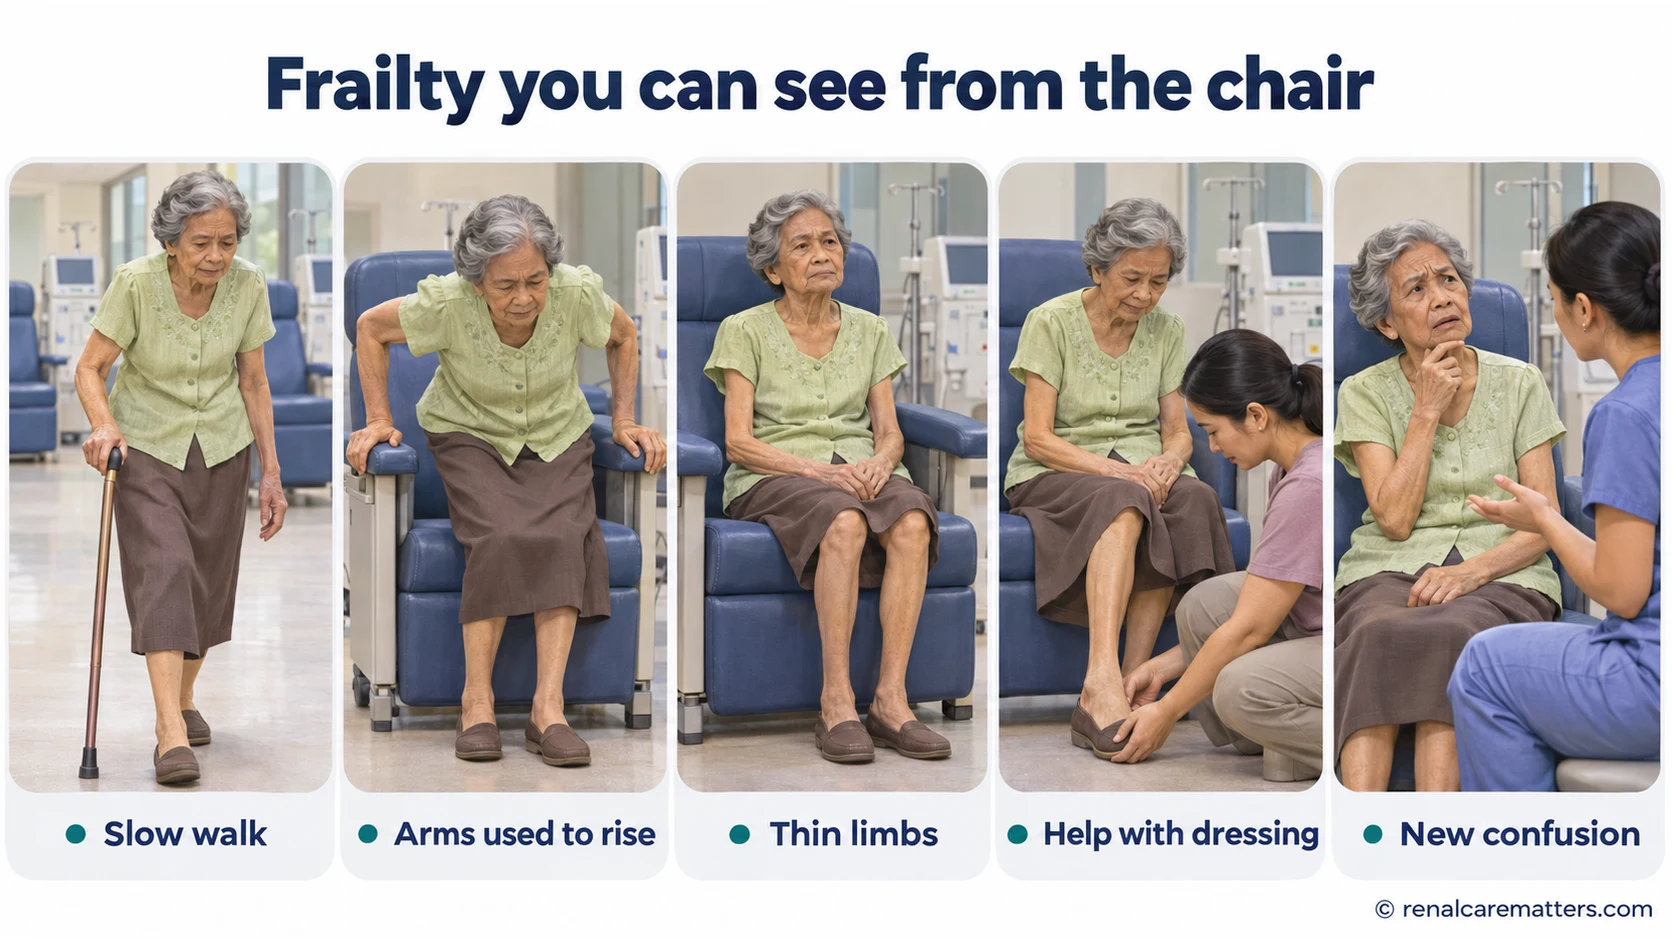 Frailty you can see from the chair
Slow walk
Arms used to rise
Thin limbs
Help with dressing
New confusion
© renalcarematters.com